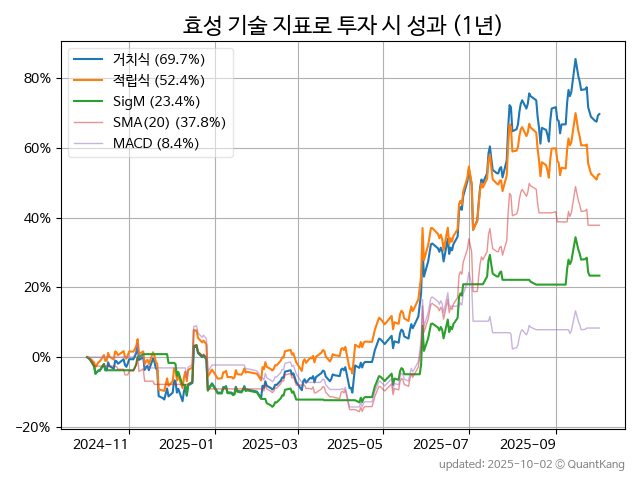 효성 기술 지표로 투자 시 성과 (1년)
거치식 (69.7%)
적립식 (52.4%)
SigM (23.4%)
SMA(20) (37.8%)
MACD (8.4%)
80%
60%
40%
20%
0%
−20%
2024-11 2025-01 2025-03 2025-05 2025-07 2025-09
updated: 2025-10-02 © QuantKang